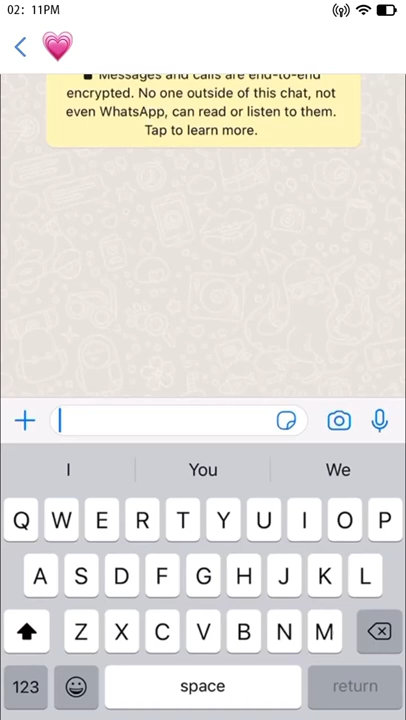 02: 11PM
Messages and calls are end-to-end
encrypted. No one outside of this chat, not
even WhatsApp, can read or listen to them.
Tap to learn more.
I You We
Q W E R T Y U I O P
A S D F G H J K L
Z X C V B N M
123 space return